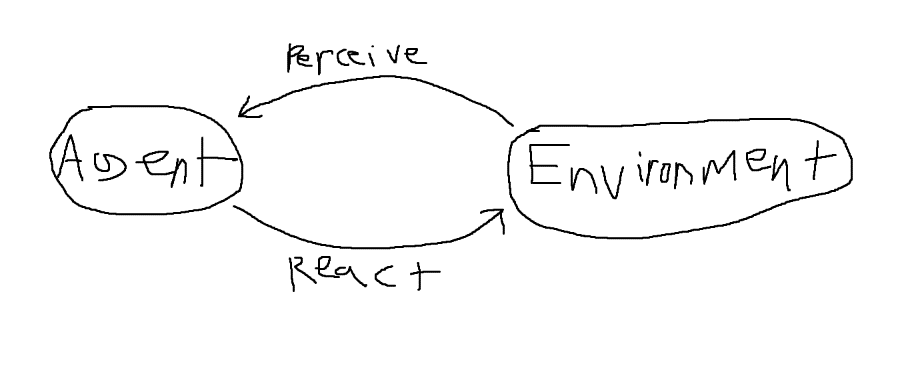 Perceive
Agent
Environment
React